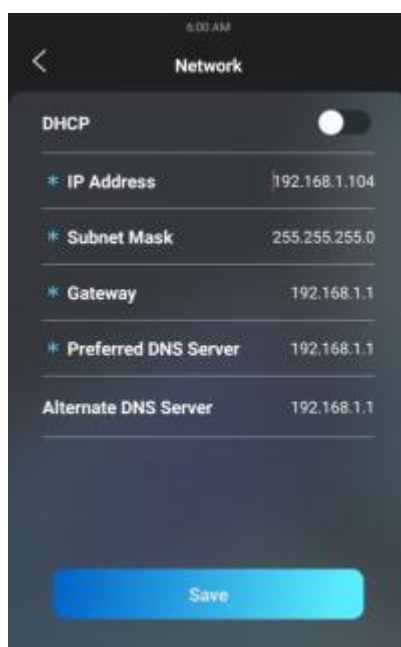 6:00 AM
Network
DHCP
* IP Address 192.168.1.104
* Subnet Mask 255.255.255.0
* Gateway 192.168.1.1
* Preferred DNS Server 192.168.1.1
Alternate DNS Server 192.168.1.1
Save